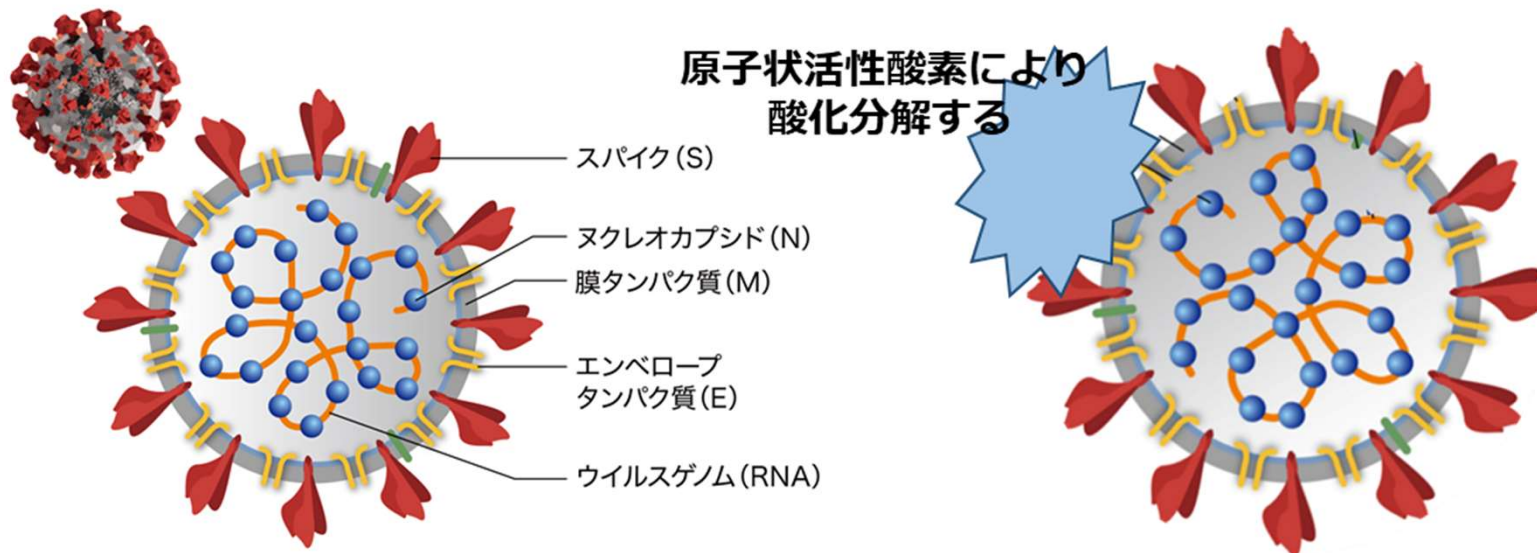 原子状活性酸素により
酸化分解する
スパイク(S)
ヌクレオカプシド(N)
膜タンパク質(M)
エンベロープ
タンパク質(E)
ウイルスゲノム(RNA)